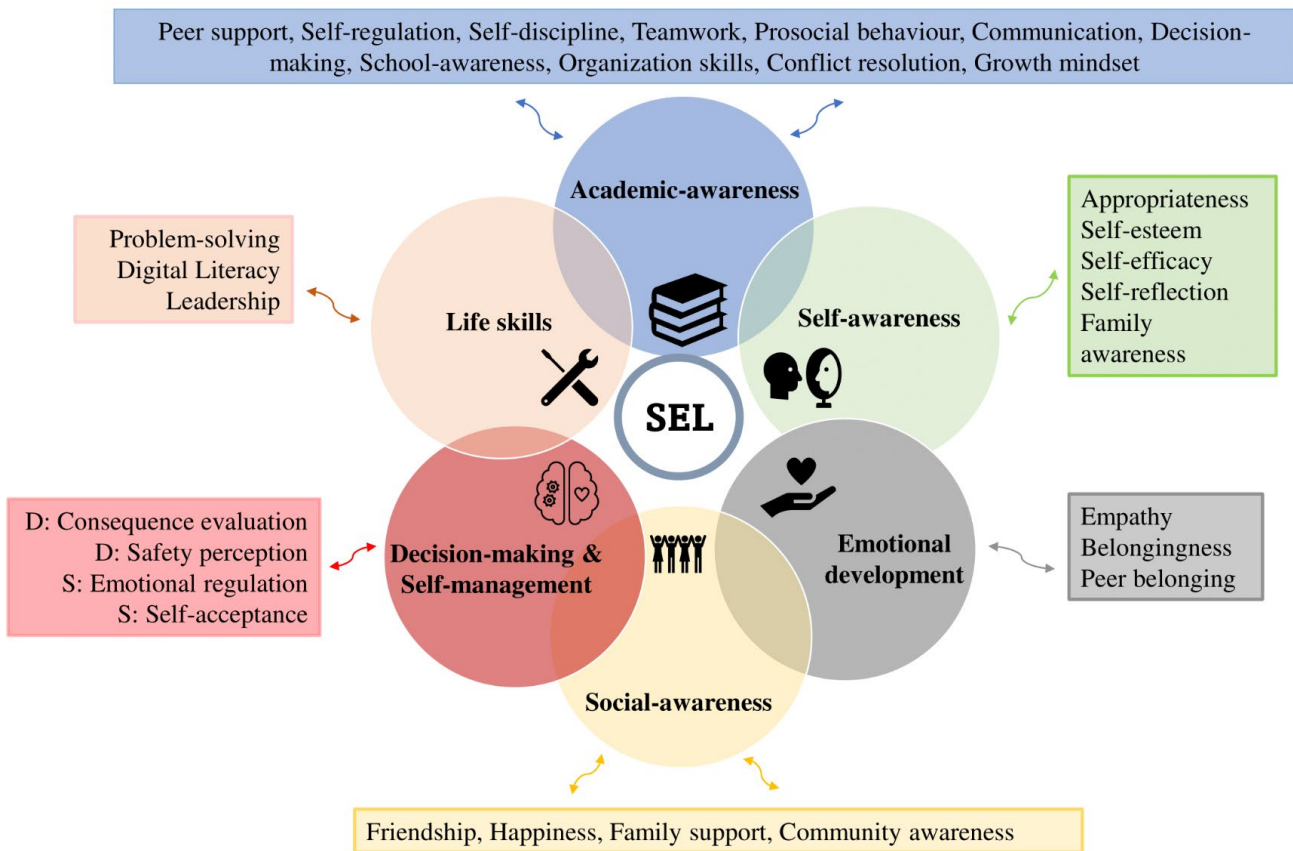 Peer support, Self-regulation, Self-discipline, Teamwork, Prosocial behaviour, Communication, Decision-
making, School-awareness, Organization skills, Conflict resolution, Growth mindset
Academic-awareness
Problem-solving
Digital Literacy
Leadership
Life skills
Self-awareness
Appropriateness
Self-esteem
Self-efficacy
Self-reflection
Family
awareness
SEL
D: Consequence evaluation
D: Safety perception
S: Emotional regulation
S: Self-acceptance
Decision-making &
Self-management
Emotional
development
Empathy
Belongingness
Peer belonging
Social-awareness
Friendship, Happiness, Family support, Community awareness